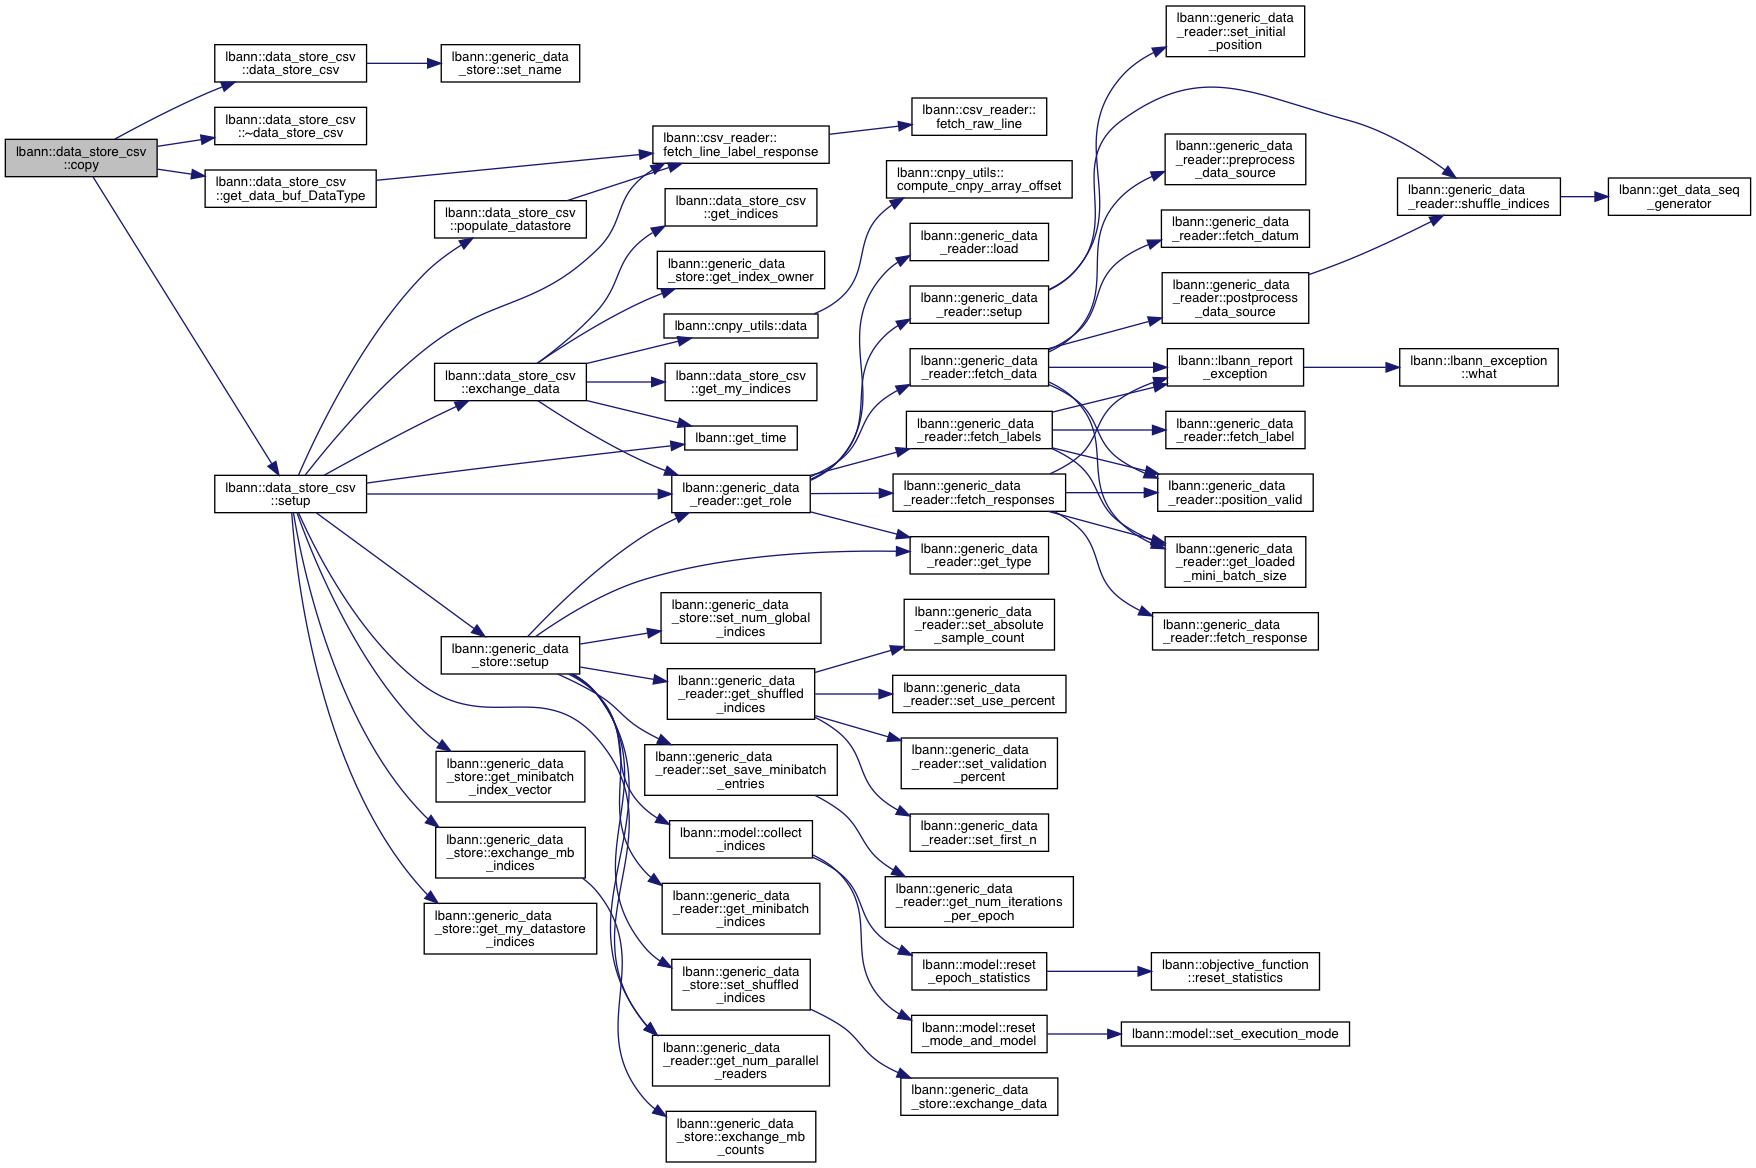 lbann::data_store_csv
::copy
lbann::data_store_csv
::data_store_csv
lbann::generic_data
_store::set_name
lbann::data_store_csv
::~data_store_csv
lbann::data_store_csv
::get_data_buf_DataType
lbann::csv_reader::
fetch_line_label_response
lbann::csv_reader::
fetch_raw_line
lbann::data_store_csv
::setup
lbann::data_store_csv
::populate_datastore
lbann::data_store_csv
::exchange_data
lbann::data_store_csv
::get_indices
lbann::generic_data
_store::get_index_owner
lbann::cnpy_utils::data
lbann::cnpy_utils::
compute_cnpy_array_offset
lbann::data_store_csv
::get_my_indices
lbann::get_time
lbann::generic_data
_reader::get_role
lbann::generic_data
_reader::load
lbann::generic_data
_reader::setup
lbann::generic_data
_reader::set_initial
_position
lbann::generic_data
_reader::shuffle_indices
lbann::get_data_seq
_generator
lbann::generic_data
_reader::fetch_data
lbann::generic_data
_reader::preprocess
_data_source
lbann::generic_data
_reader::fetch_datum
lbann::generic_data
_reader::postprocess
_data_source
lbann::lbann_report
_exception
lbann::lbann_exception
::what
lbann::generic_data
_reader::fetch_labels
lbann::generic_data
_reader::fetch_label
lbann::generic_data
_reader::position_valid
lbann::generic_data
_reader::get_loaded
_mini_batch_size
lbann::generic_data
_reader::fetch_responses
lbann::generic_data
_reader::fetch_response
lbann::generic_data
_reader::get_type
lbann::generic_data
_store::setup
lbann::generic_data
_store::set_num_global
_indices
lbann::generic_data
_reader::get_shuffled
_indices
lbann::generic_data
_reader::set_absolute
_sample_count
lbann::generic_data
_reader::set_use_percent
lbann::generic_data
_reader::set_validation
_percent
lbann::generic_data
_reader::set_first_n
lbann::generic_data
_reader::set_save_minibatch
_entries
lbann::generic_data
_reader::get_num_iterations
_per_epoch
lbann::model::collect
_indices
lbann::model::reset
_epoch_statistics
lbann::objective_function
::reset_statistics
lbann::model::reset
_mode_and_model
lbann::model::set_execution_mode
lbann::generic_data
_reader::get_minibatch
_indices
lbann::generic_data
_store::set_shuffled
_indices
lbann::generic_data
_store::exchange_data
lbann::generic_data
_reader::get_num_parallel
_readers
lbann::generic_data
_store::get_minibatch
_index_vector
lbann::generic_data
_store::exchange_mb
_indices
lbann::generic_data
_store::exchange_mb
_counts
lbann::generic_data
_store::get_my_datastore
_indices